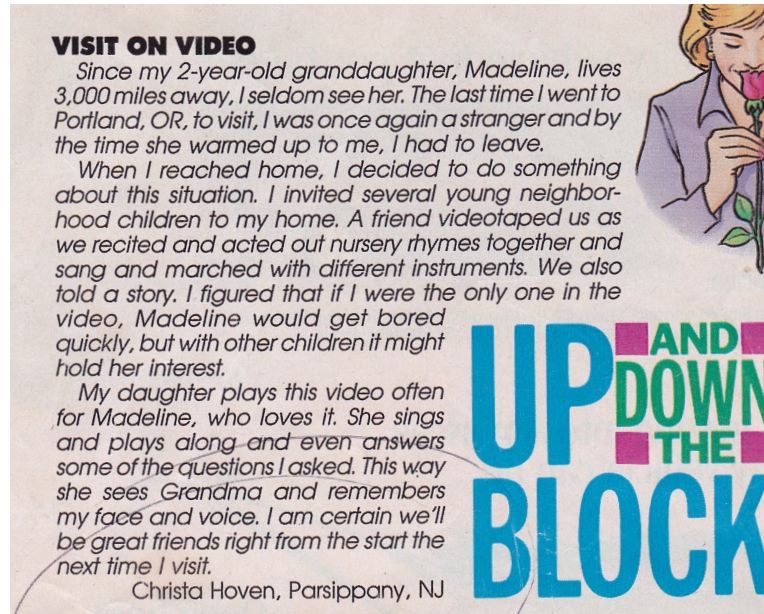 VISIT ON VIDEO
Since my 2-year-old granddaughter, Madeline, lives
3,000 miles away, I seldom see her. The last time I went to
Portland, OR, to visit, I was once again a stranger and by
the time she warmed up to me, I had to leave.
When I reached home, I decided to do something
about this situation. I invited several young neighbor-
hood children to my home. A friend videotaped us as
we recited and acted out nursery rhymes together and
sang and marched with different instruments. We also
told a story. I figured that if I were the only one in the
video, Madeline would get bored
quickly, but with other children it might
hold her interest.
My daughter plays this video often
for Madeline, who loves it. She sings
and plays along and even answers
some of the questions I asked. This way
she sees Grandma and remembers
my face and voice. I am certain we'll
be great friends right from the start the
next time I visit.
Christa Hoven, Parsippany, NJ
UP
AND
DOWN
THE
BLOCK